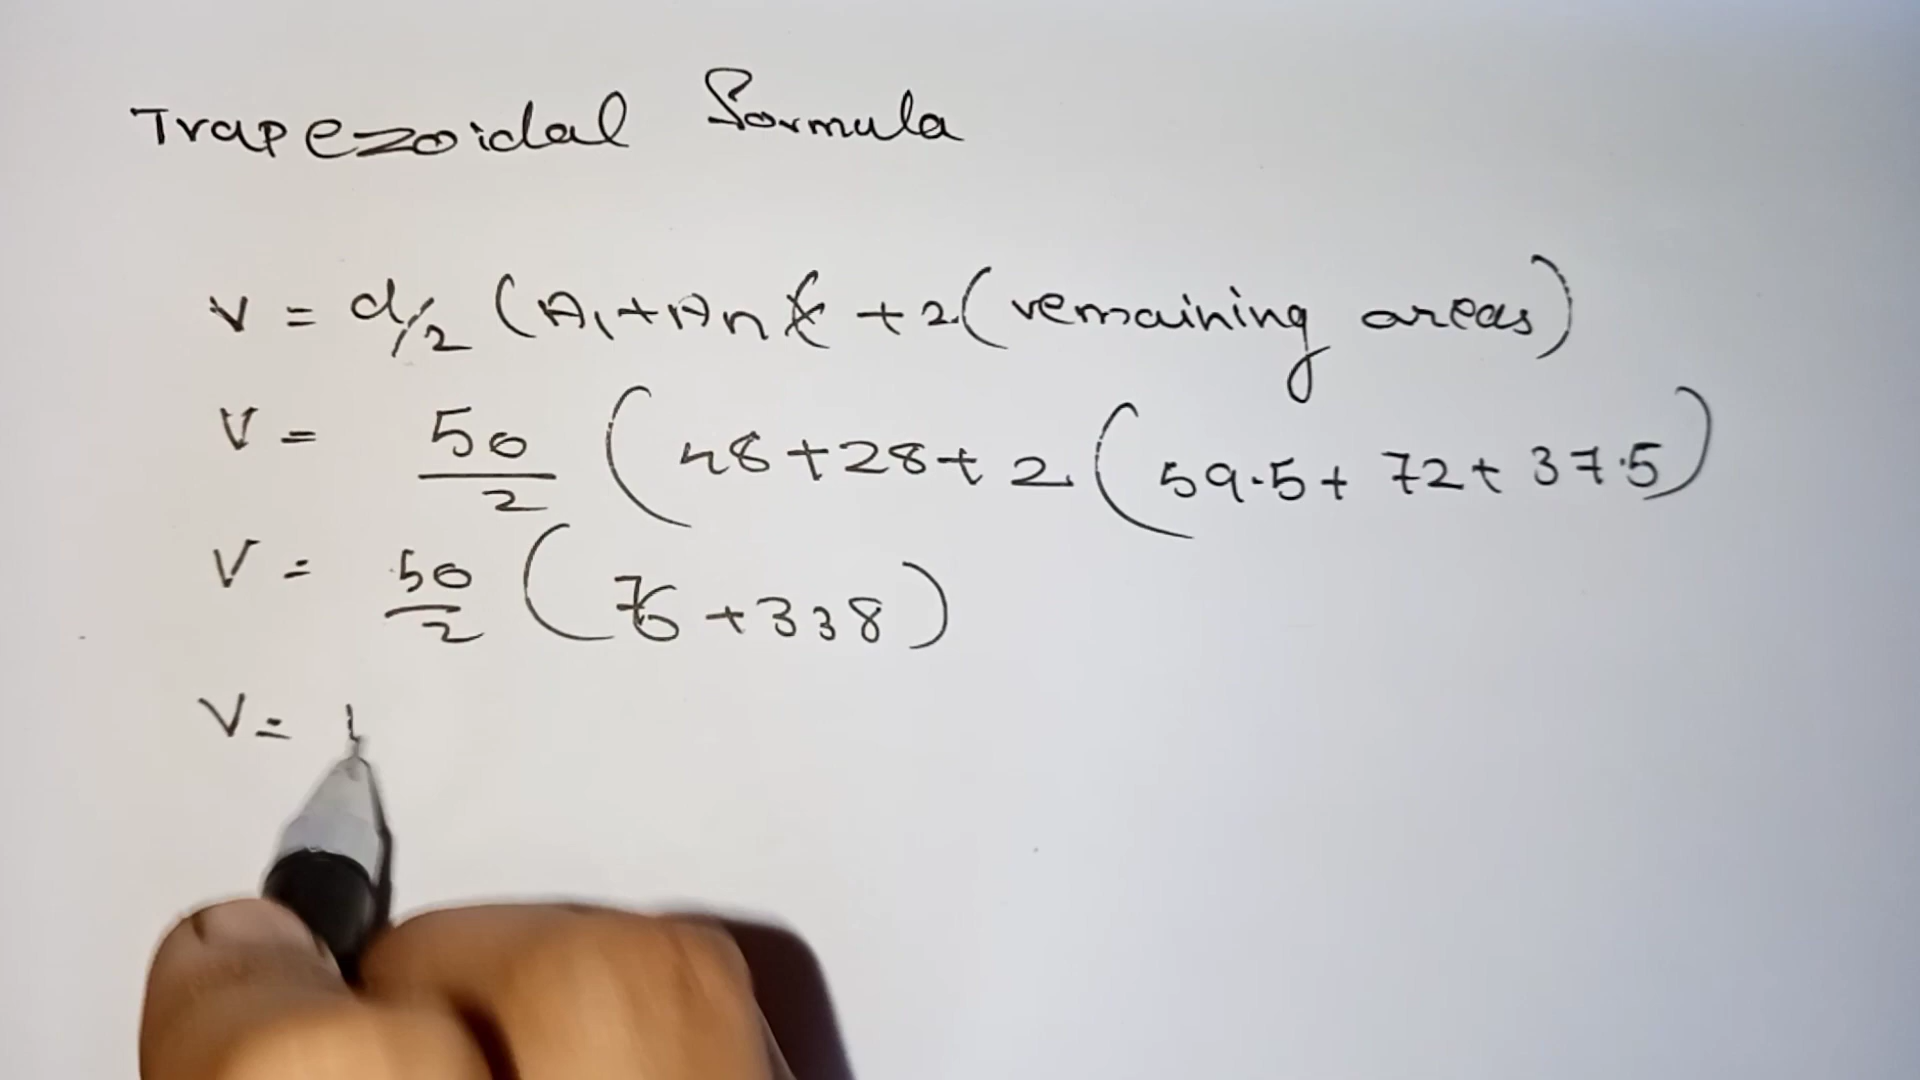 Trapezoidal formula
V = d/2 (A1+An + 2(remaining areas)
V = 50/2 (48+28+2(59.5+72+37.5)
V = 50/2 (76+338)
V = 1